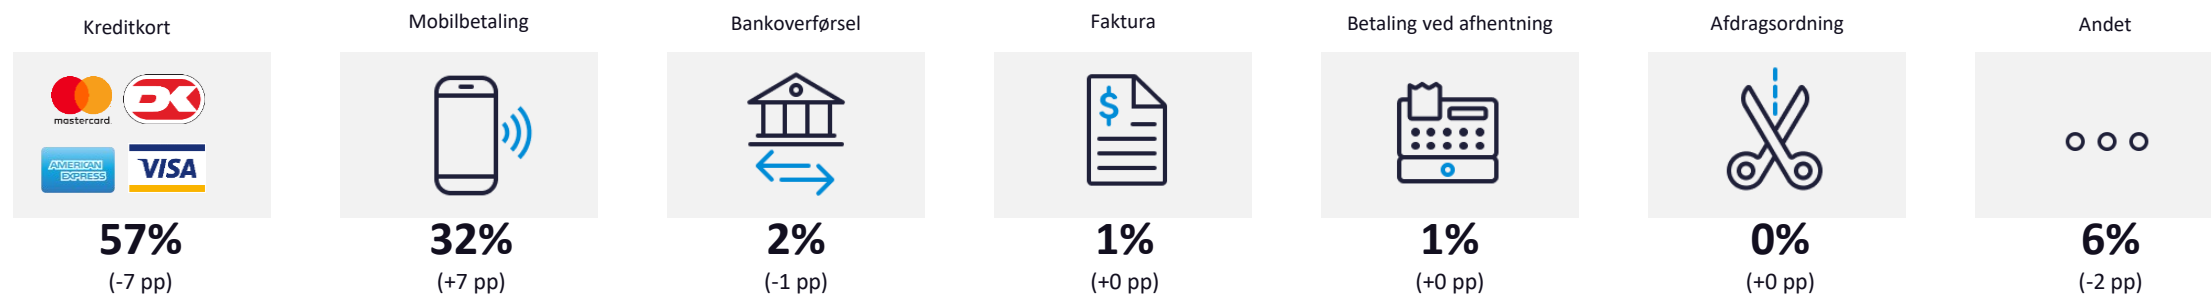 Kreditkort
Mobilbetaling
Bankoverførsel
Faktura
Betaling ved afhentning
Afdragsordning
Andet
mastercard.
DK
AMERICAN
EXPRESS
VISA
$
57%
32%
2%
1%
1%
0%
6%
(-7 pp)
(+7 pp)
(-1 pp)
(+0 pp)
(+0 pp)
(+0 pp)
(-2 pp)